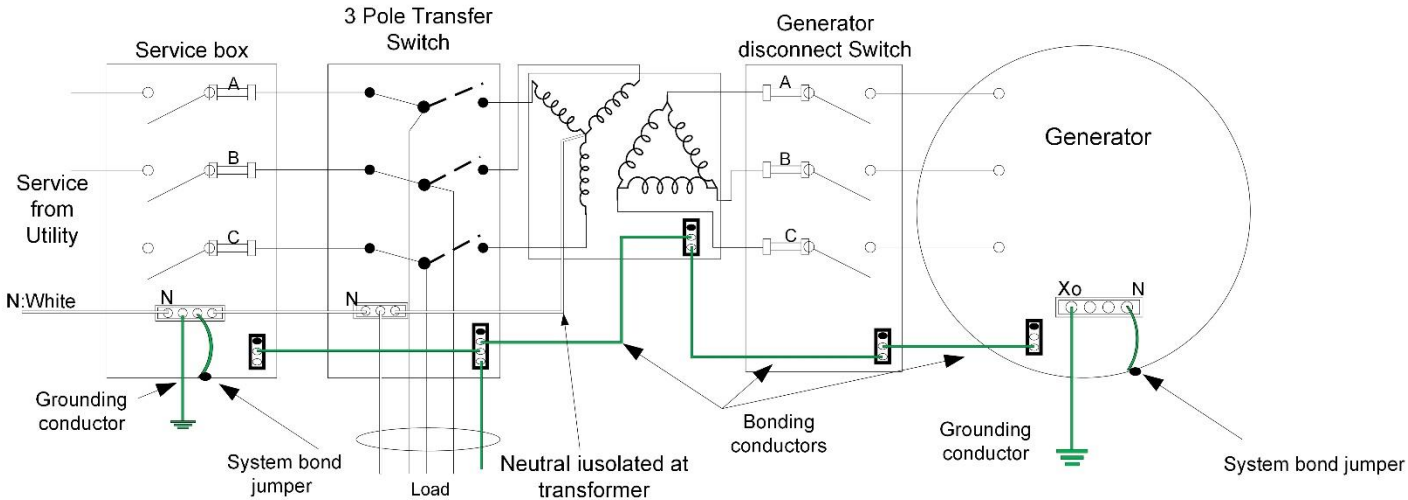 3 Pole Transfer
Switch
Generator
disconnect Switch
Service box
A
A
Generator
B
B
Service
from
Utility
C
C
N:White
N
N
Xo
N
Grounding
conductor
System bond
jumper
Load
Neutral iusolated at
transformer
Bonding
conductors
Grounding
conductor
System bond jumper